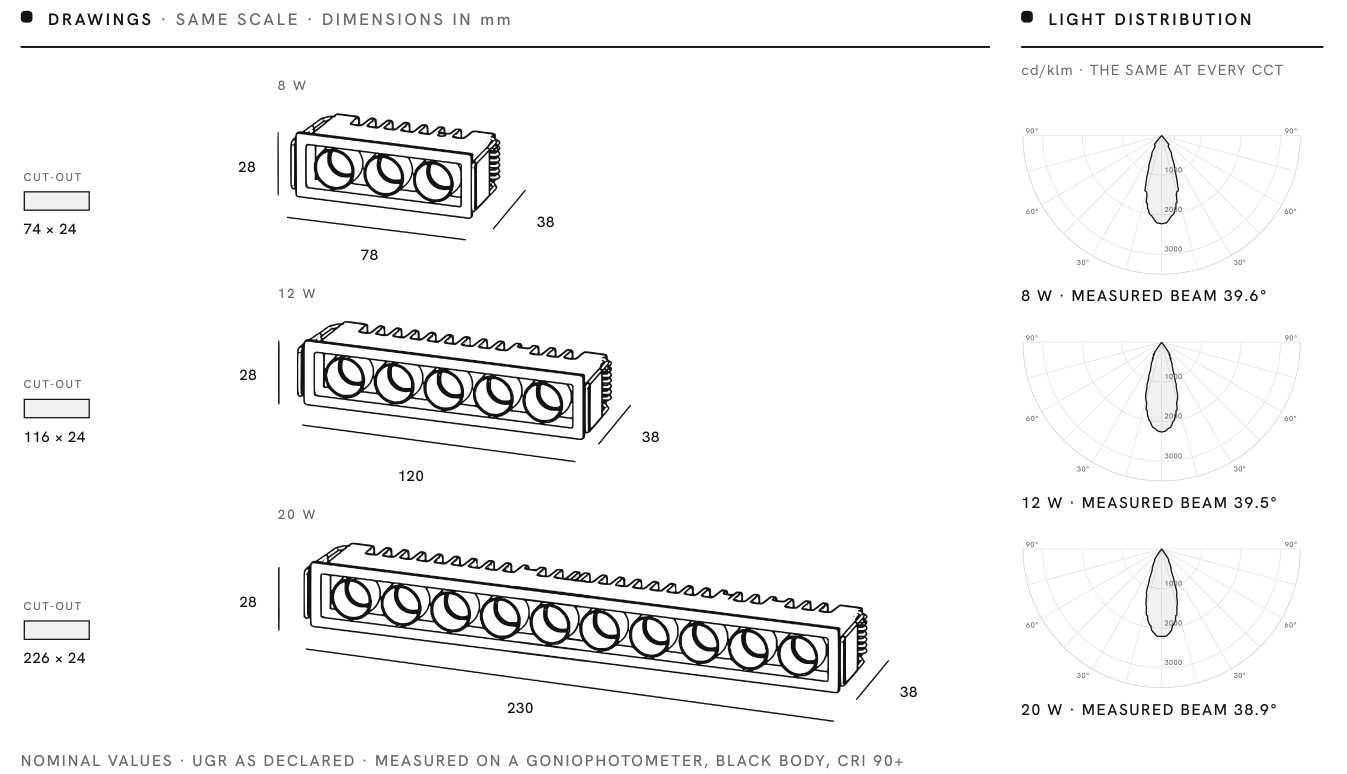 DRAWINGS · SAME SCALE · DIMENSIONS IN mm
8 W
28
38
78
CUT-OUT
74 × 24
12 W
28
38
120
CUT-OUT
116 × 24
20 W
28
38
230
CUT-OUT
226 × 24
LIGHT DISTRIBUTION
cd/klm · THE SAME AT EVERY CCT
90° 90°
1000
60° 2000 60°
3000
30° 30°
8 W · MEASURED BEAM 39.6°
90° 90°
1000
60° 2000 60°
3000
30° 30°
12 W · MEASURED BEAM 39.5°
90° 90°
1000
60° 2000 60°
3000
30° 30°
20 W · MEASURED BEAM 38.9°
NOMINAL VALUES · UGR AS DECLARED · MEASURED ON A GONIOPHOTOMETER, BLACK BODY, CRI 90+